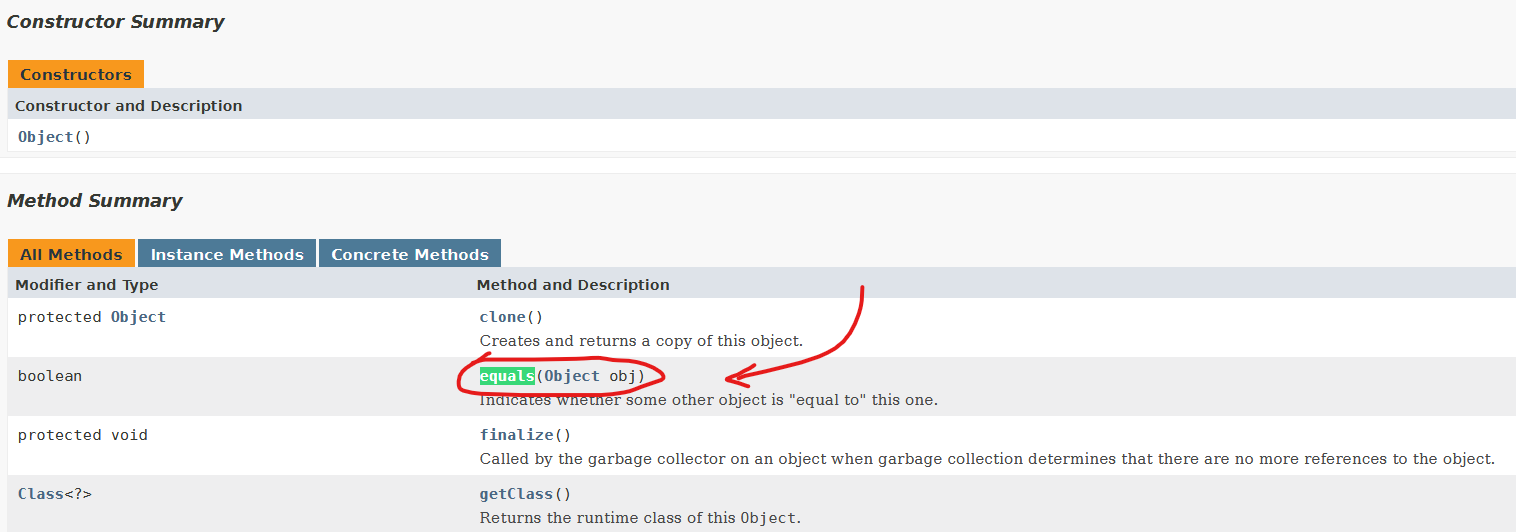 Constructor Summary
Constructors
Constructor and Description
Object()
Method Summary
All Methods Instance Methods Concrete Methods
Modifier and Type Method and Description
protected Object clone()
Creates and returns a copy of this object.
boolean equals(Object obj)
Indicates whether some other object is "equal to" this one.
protected void finalize()
Called by the garbage collector on an object when garbage collection determines that there are no more references to the object.
Class<?> getClass()
Returns the runtime class of this Object.